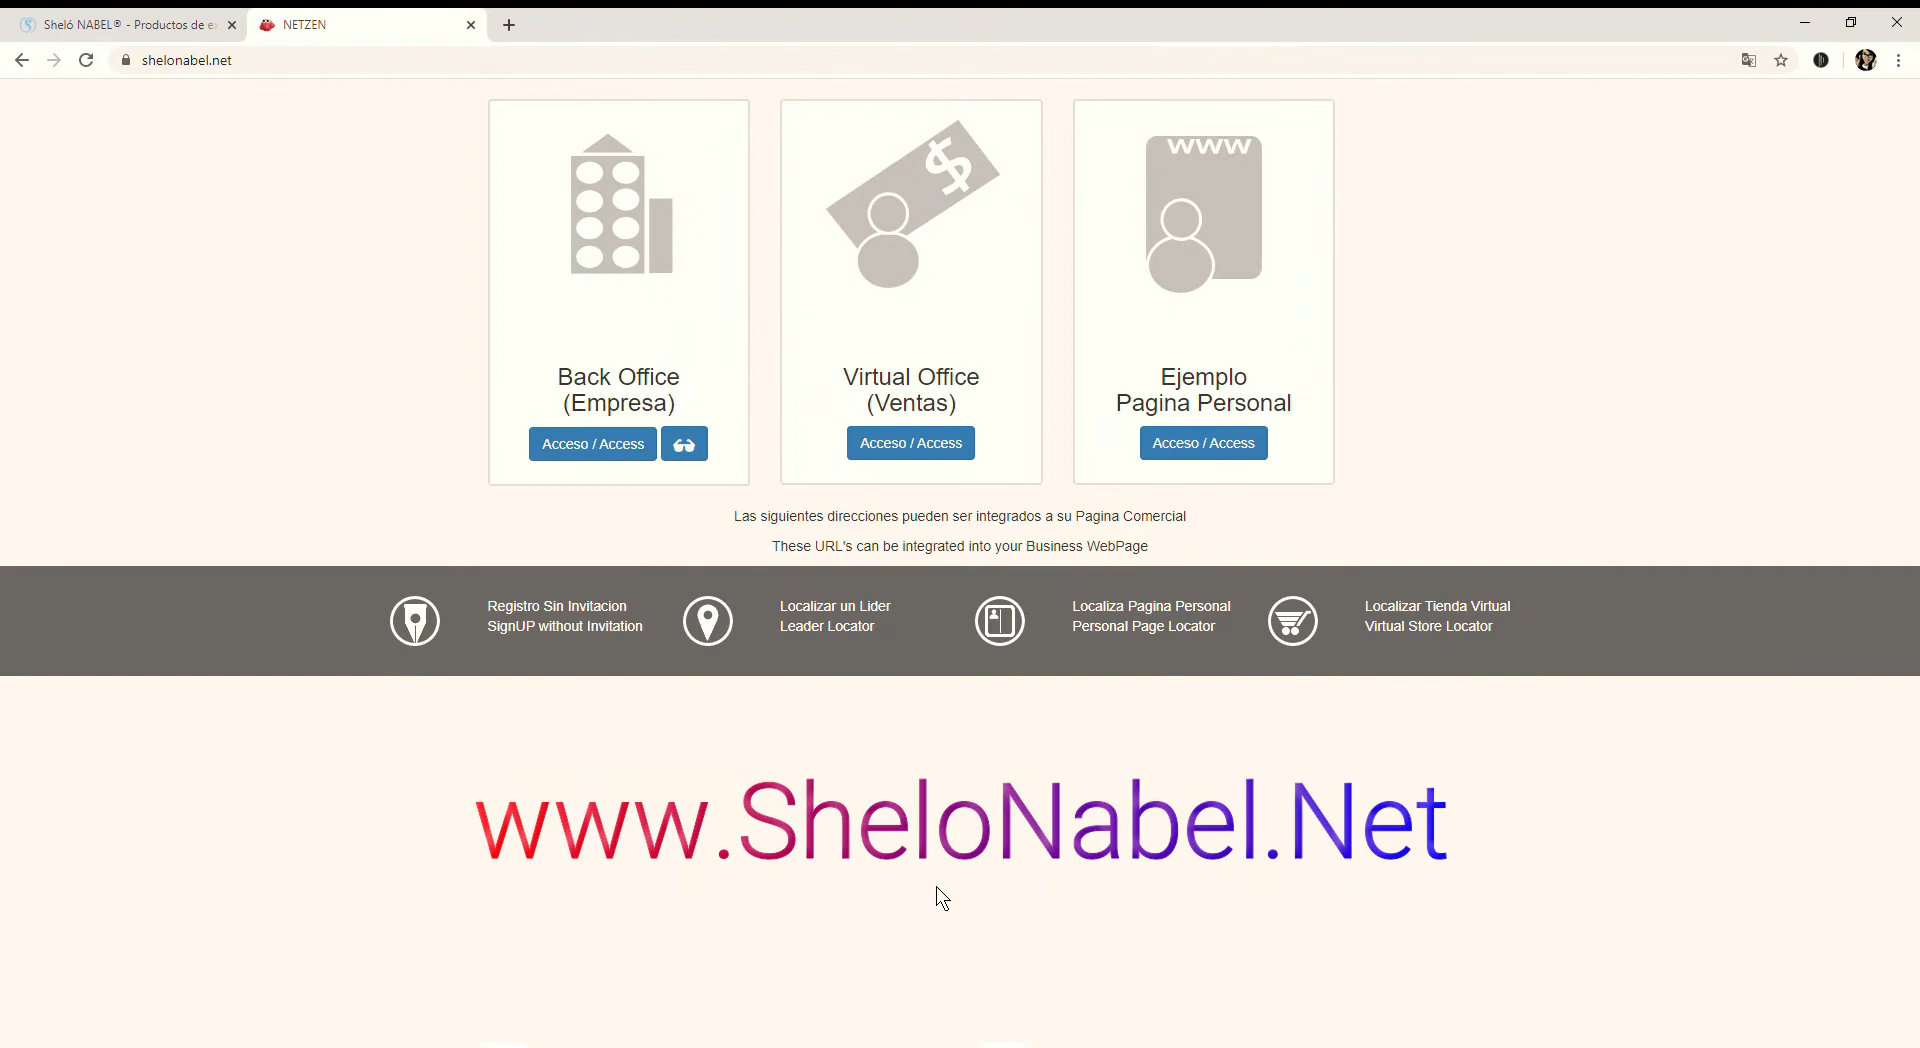 Sheló NABEL® - Productos de ex
NETZEN
shelonabel.net
$
www
Back Office
(Empresa)
Acceso / Access
Virtual Office
(Ventas)
Acceso / Access
Ejemplo
Pagina Personal
Acceso / Access
Las siguientes direcciones pueden ser integrados a su Pagina Comercial
These URL's can be integrated into your Business WebPage
Registro Sin Invitacion
SignUP without Invitation
Localizar un Lider
Leader Locator
Localiza Pagina Personal
Personal Page Locator
Localizar Tienda Virtual
Virtual Store Locator
www.SheloNabel.Net